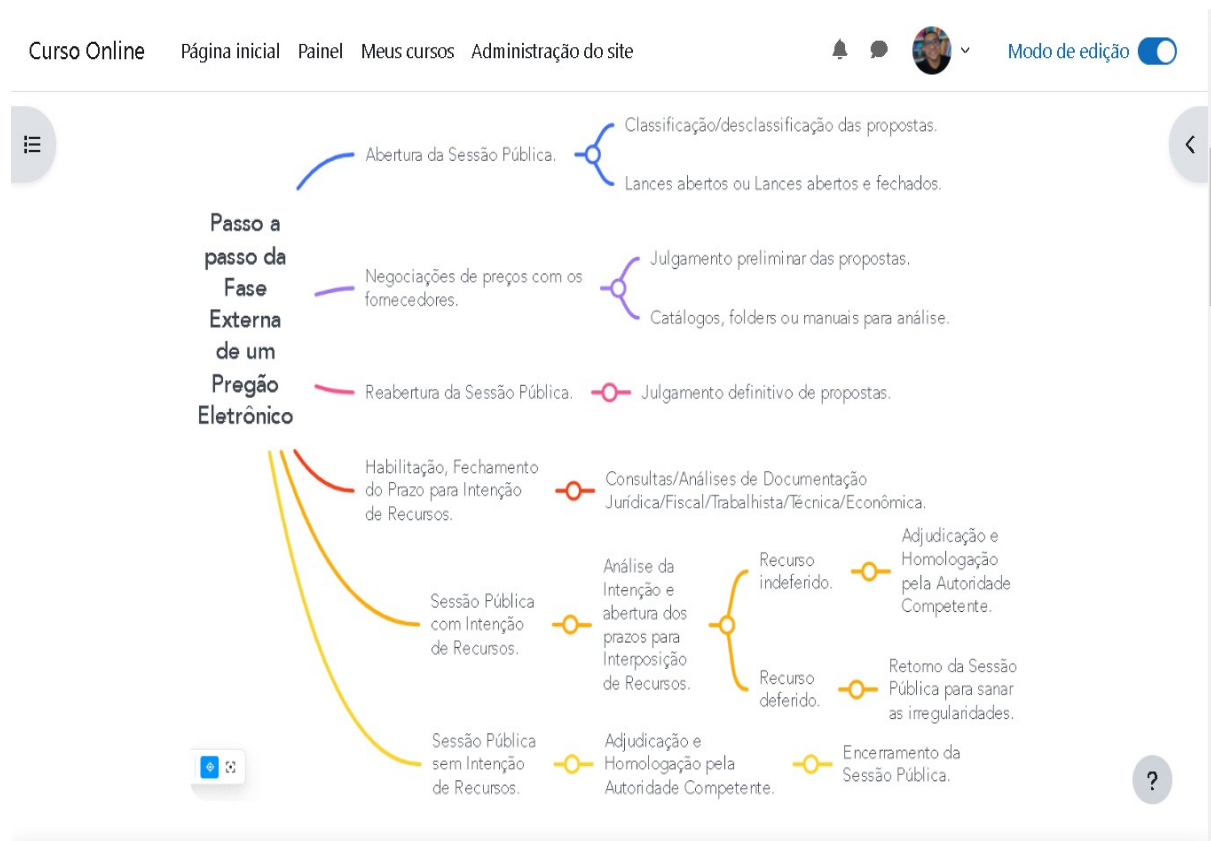 Curso Online
Página inicial
Painel
Meus cursos
Administração do site
Modo de edição
Passo a
passo da
Fase
Externa
de um
Pregão
Eletrônico
Abertura da Sessão Pública.
Classificação/desclassificação das propostas.
Lances abertos ou Lances abertos e fechados.
Negociações de preços com os
fornecedores.
Julgamento preliminar das propostas.
Catálogos, folders ou manuais para análise.
Reabertura da Sessão Pública.
Julgamento definitivo de propostas.
Habilitação, Fechamento
do Prazo para Intenção
de Recursos.
Consultas/Análises de Documentação
Jurídica/Fiscal/Trabalhista/Técnica/Econômica.
Sessão Pública
com Intenção
de Recursos.
Análise da
Intenção e
abertura dos
prazos para
Interposição
de Recursos.
Recurso
indeferido.
Adjudicação e
Homologação
pela Autoridade
Competente.
Recurso
deferido.
Retorno da Sessão
Pública para sanar
as irregularidades.
Sessão Pública
sem Intenção
de Recursos.
Adjudicação e
Homologação pela
Autoridade Competente.
Encerramento da
Sessão Pública.
?